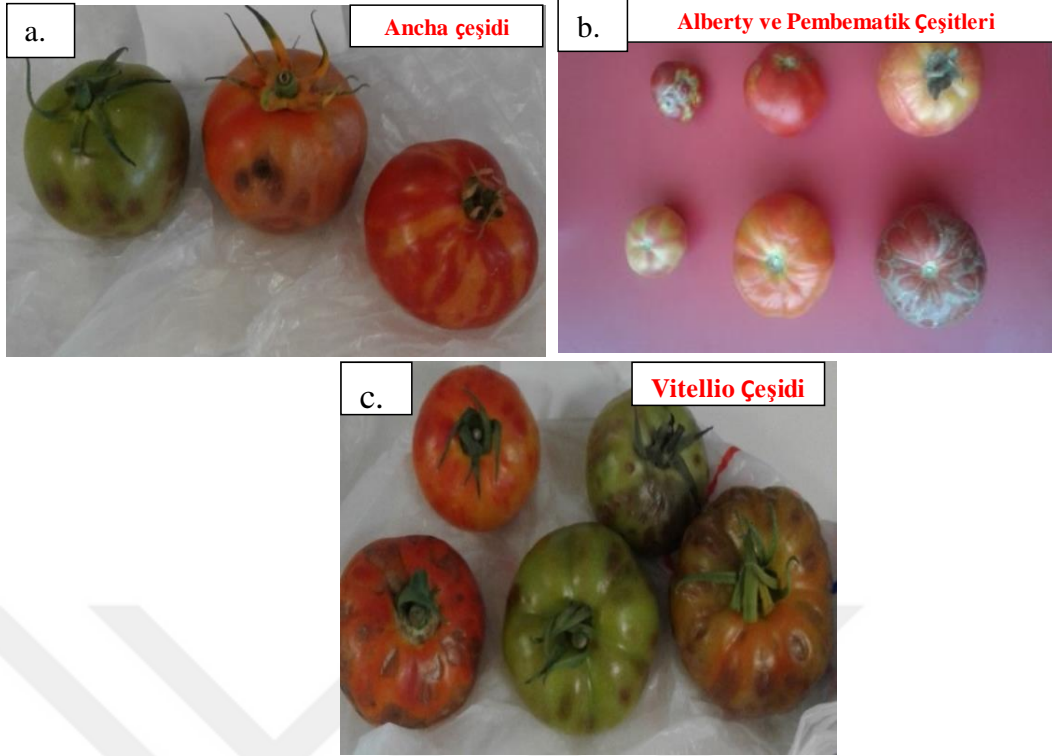 a.
Ancha çeşidi
b.
Alberty ve Pembematik Çeşitleri
c.
Vitellio Çeşidi